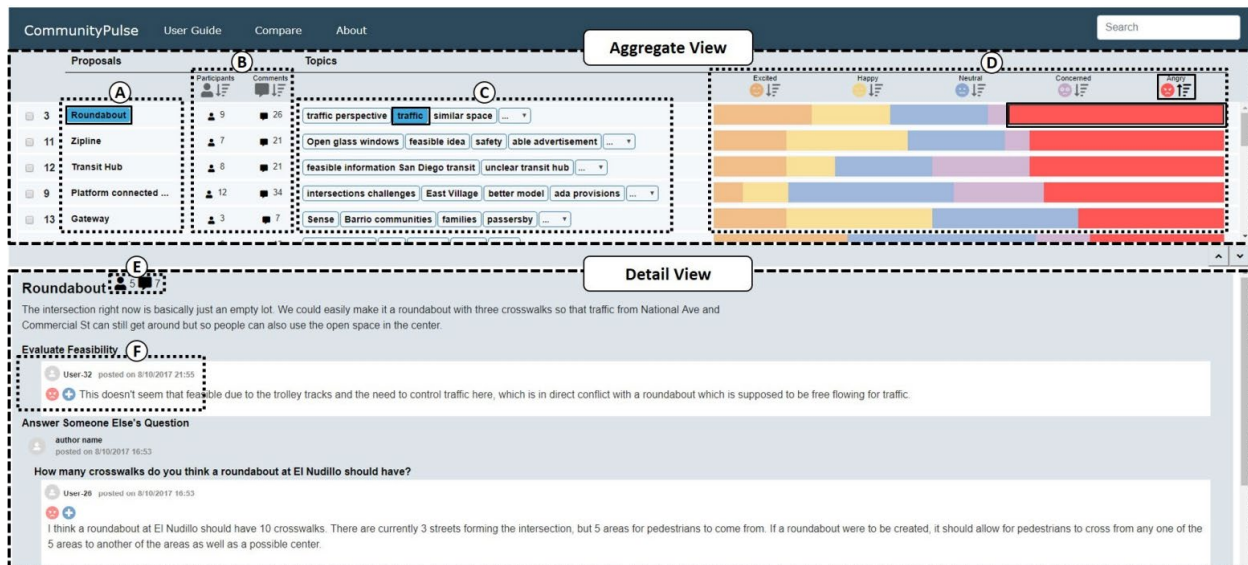 CommunityPulse User Guide Compare About Search
Aggregate View
Proposals Topics
B D
Participants Comments Excited Happy Neutral Concerned Angry
A C
3 Roundabout 9 26 traffic perspective traffic similar space ...
11 Zipline 7 21 Open glass windows feasible idea safety able advertisement ...
12 Transit Hub 8 21 feasible information San Diego transit unclear transit hub ...
9 Platform connected ... 12 34 intersections challenges East Village better model ada provisions ...
13 Gateway 3 7 Sense Barrio communities families passersby ...
E
Detail View
Roundabout 5 7
The intersection right now is basically just an empty lot. We could easily make it a roundabout with three crosswalks so that traffic from National Ave and
Commercial St can still get around but so people can also use the open space in the center.
Evaluate Feasibility F
User-32 posted on 8/10/2017 21:55
This doesn't seem that feasible due to the trolley tracks and the need to control traffic here, which is in direct conflict with a roundabout which is supposed to be free flowing for traffic.
Answer Someone Else's Question
author name
posted on 8/10/2017 16:53
How many crosswalks do you think a roundabout at El Nudillo should have?
User-26 posted on 8/10/2017 16:53
I think a roundabout at El Nudillo should have 10 crosswalks. There are currently 3 streets forming the intersection, but 5 areas for pedestrians to come from. If a roundabout were to be created, it should allow for pedestrians to cross from any one of the
5 areas to another of the areas as well as a possible center.